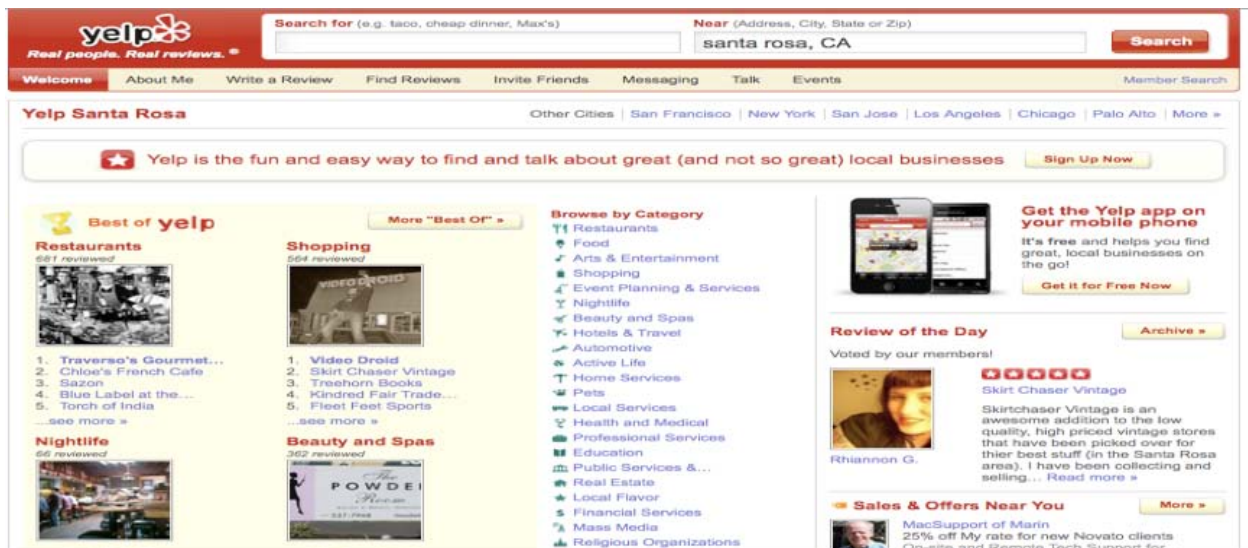 yelp
Real people. Real reviews. ®
Search for (e.g. taco, cheap dinner, Max's)
Near (Address, City, State or Zip)
santa rosa, CA
Search
Welcome About Me Write a Review Find Reviews Invite Friends Messaging Talk Events Member Search
Yelp Santa Rosa
Other Cities | San Francisco | New York | San Jose | Los Angeles | Chicago | Palo Alto | More »
Yelp is the fun and easy way to find and talk about great (and not so great) local businesses
Sign Up Now
Best of yelp
More "Best Of" »
Restaurants
681 reviewed
1. Traverso's Gourmet...
2. Chloe's French Cafe
3. Sazon
4. Blue Label at the...
5. Torch of India
...see more »
Shopping
564 reviewed
VIDEO DROID
1. Video Droid
2. Skirt Chaser Vintage
3. Treehorn Books
4. Kindred Fair Trade...
5. Fleet Feet Sports
...see more »
Nightlife
66 reviewed
Beauty and Spas
362 reviewed
The
POWDE
Room
Browse by Category
Restaurants
Food
Arts & Entertainment
Shopping
Event Planning & Services
Nightlife
Beauty and Spas
Hotels & Travel
Automotive
Active Life
Home Services
Pets
Local Services
Health and Medical
Professional Services
Education
Public Services &...
Real Estate
Local Flavor
Financial Services
Mass Media
Religious Organizations
Get the Yelp app on
your mobile phone
It's free and helps you find
great, local businesses on
the go!
Get it for Free Now
Review of the Day
Archive »
Voted by our members!
Rhiannon G.
Skirt Chaser Vintage
Skirtchaser Vintage is an
awesome addition to the low
quality, high priced vintage stores
that have been picked over for
thier best stuff (in the Santa Rosa
area). I have been collecting and
selling... Read more »
Sales & Offers Near You
More »
MacSupport of Marin
25% off My rate for new Novato clients
On-site and Remote Tech Support for